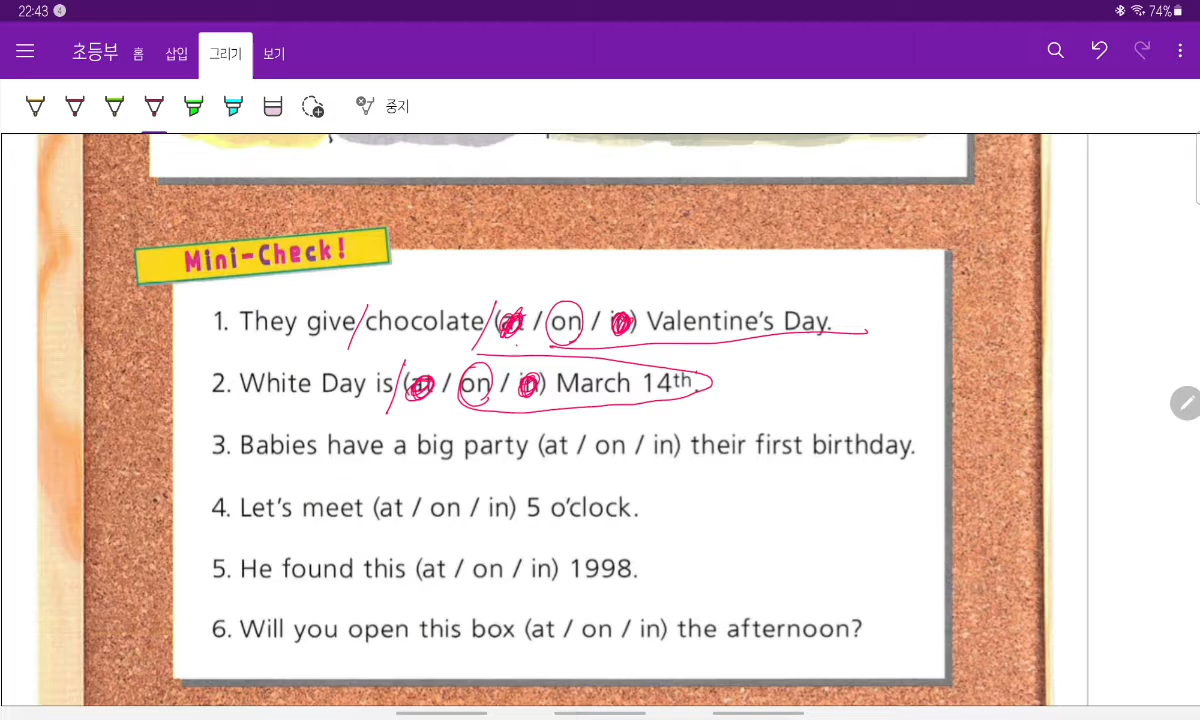 22:43 4 74%
초등부 홈 삽입 그리기 보기
중지
Mini-Check!
1. They give chocolate (at / on / in) Valentine's Day.
2. White Day is (at / on / in) March 14th.
3. Babies have a big party (at / on / in) their first birthday.
4. Let's meet (at / on / in) 5 o'clock.
5. He found this (at / on / in) 1998.
6. Will you open this box (at / on / in) the afternoon?